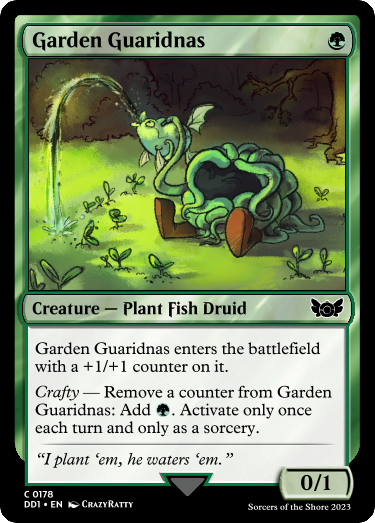 Garden Guaridnas
Creature — Plant Fish Druid
Garden Guaridnas enters the battlefield
with a +1/+1 counter on it.
Crafty — Remove a counter from Garden
Guaridnas: Add . Activate only once
each turn and only as a sorcery.
“I plant ‘em, he waters ‘em.”
0/1
C 0178
DD1 • EN CrazyRatty
Sorcers of the Shore 2023